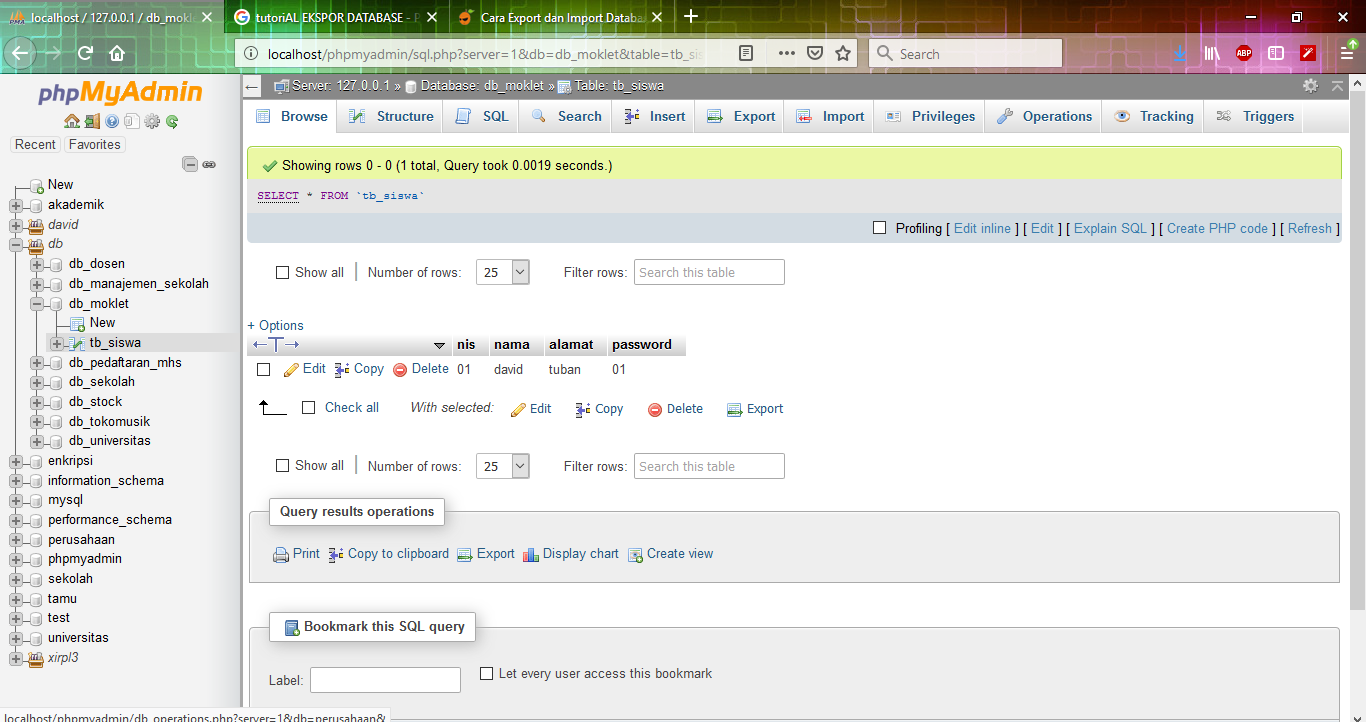 localhost / 127.0.0.1 / db_mokle
tutoriAL EKSPOR DATABASE - P
Cara Export dan Import Databa
localhost/phpmyadmin/sql.php?server=1&db=db_moklet&table=tb_si
Search
ABP
phpMyAdmin
Recent
Favorites
New
akademik
david
db
db_dosen
db_manajemen_sekolah
db_moklet
New
tb_siswa
db_pedaftaran_mhs
db_sekolah
db_stock
db_tokomusik
db_universitas
enkripsi
information_schema
mysql
performance_schema
perusahaan
phpmyadmin
sekolah
tamu
test
universitas
xirpl3
Server: 127.0.0.1 » Database: db_moklet » Table: tb_siswa
Browse Structure SQL Search Insert Export Import Privileges Operations Tracking Triggers
Showing rows 0 - 0 (1 total, Query took 0.0019 seconds.)
SELECT * FROM `tb_siswa`
Profiling [ Edit inline ] [ Edit ] [ Explain SQL ] [ Create PHP code ] [ Refresh ]
Show all | Number of rows: 25 Filter rows: Search this table
+ Options
nis nama alamat password
Edit Copy Delete 01 david tuban 01
Check all With selected: Edit Copy Delete Export
Show all | Number of rows: 25 Filter rows: Search this table
Query results operations
Print Copy to clipboard Export Display chart Create view
Bookmark this SQL query
Label: Let every user access this bookmark
localhost/phpmyadmin/db_operations.php?server=1&db=perusahaan&